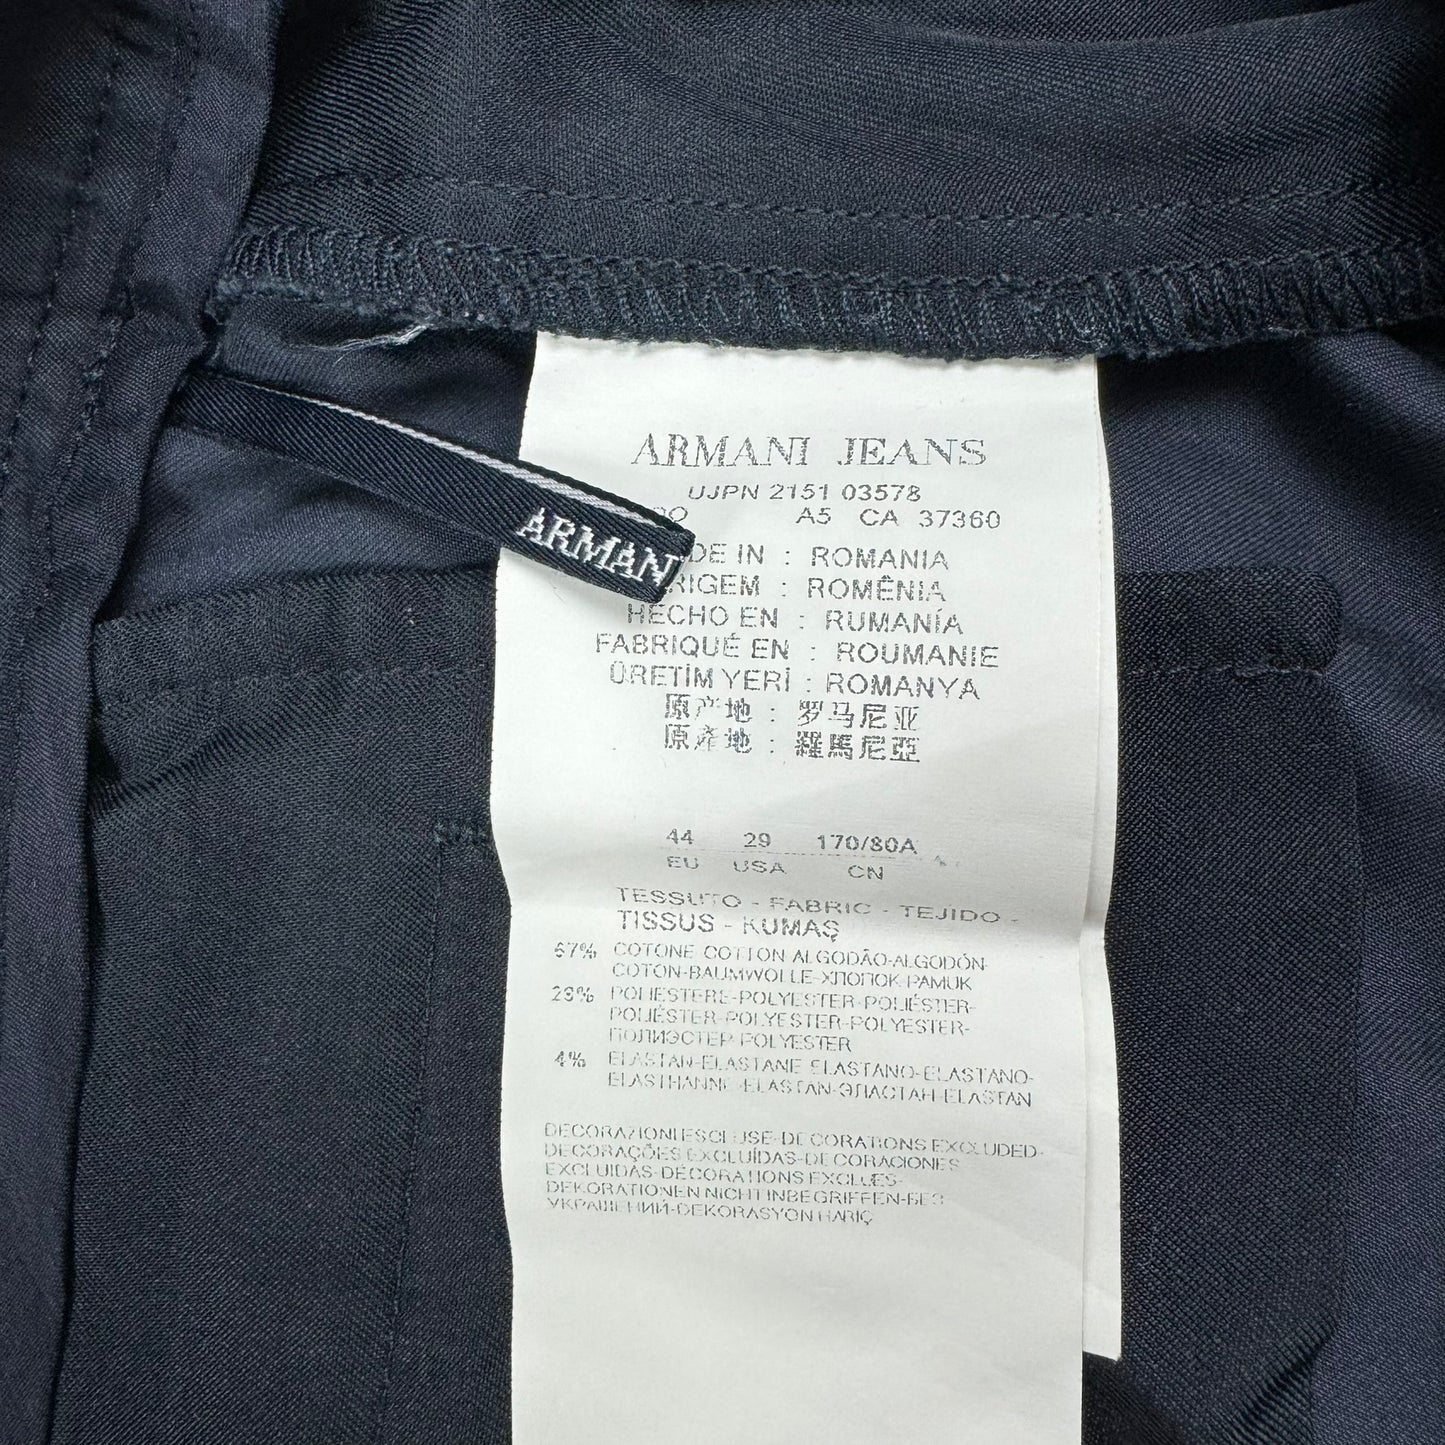 ARMANI JEANS
UJPN 2151 03578
A5 CA 37360
ARMAN
DE IN : ROMANIA
RIGEM : ROMÊNIA
HECHO EN : RUMANÍA
FABRIQUÉ EN : ROUMANIE
ÜRETİM YERİ : ROMANYA
原产地 : 罗马尼亚
原產地 : 羅馬尼亞
44 29 170/80A
EU USA CN
TESSUTO - FABRIC - TEJIDO -
TISSUS - KUMAŞ
67% COTONE COTTON ALGODÃO-ALGODÓN-
COTON-BAUMWOLLE-ХЛОПОК-PAMUK
29% POLIESTERE-POLYESTER-POLIÉSTER-
POLIÉSTER-POLYESTER-POLYESTER-
ПОЛИЭСТЕР-POLYESTER
4% ELASTAN-ELASTANE ELASTANO-ELASTANO-
ELASTHANNE-ELASTAN-ЭЛАСТАН-ELASTAN
DECORAZIONI ESCLUSE-DECORATIONS EXCLUDED-
DECORAÇÕES EXCLUÍDAS-DECORACIONES
EXCLUIDAS-DÉCORATIONS EXCLUES-
DEKORATIONEN NICHT INBEGRIFFEN-БЕЗ
УКРАШЕНИЙ-DEKORASYON HARIÇ